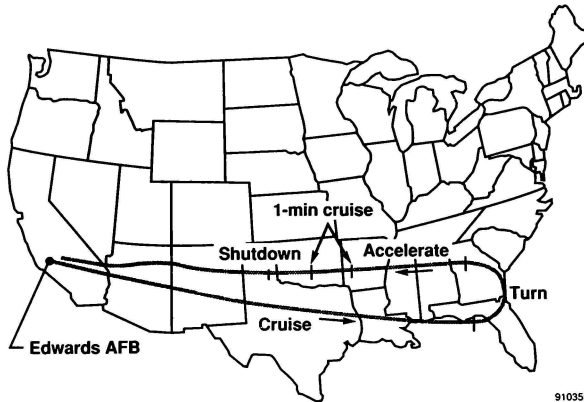 1-min cruise
Shutdown
Accelerate
Turn
Cruise
Edwards AFB
91035